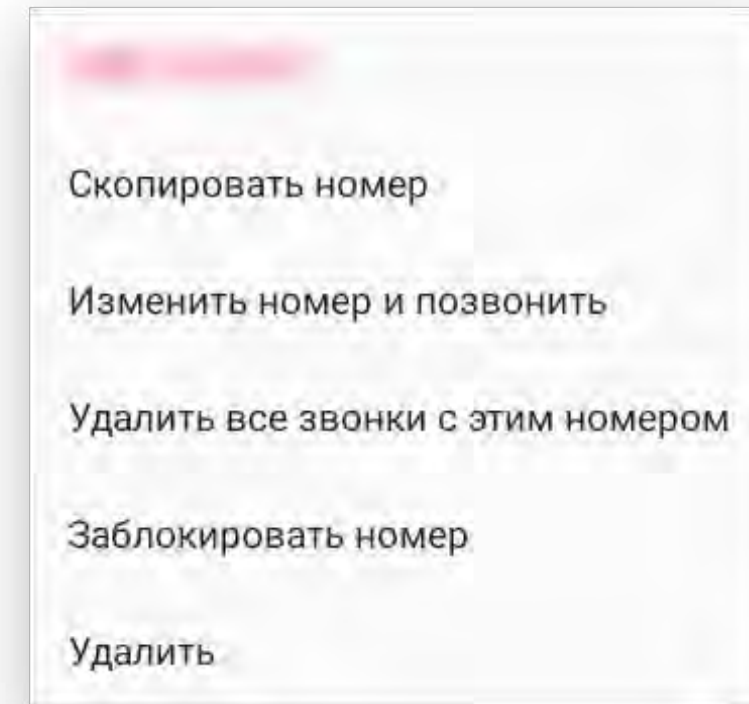 Скопировать номер
Изменить номер и позвонить
Удалить все звонки с этим номером
Заблокировать номер
Удалить